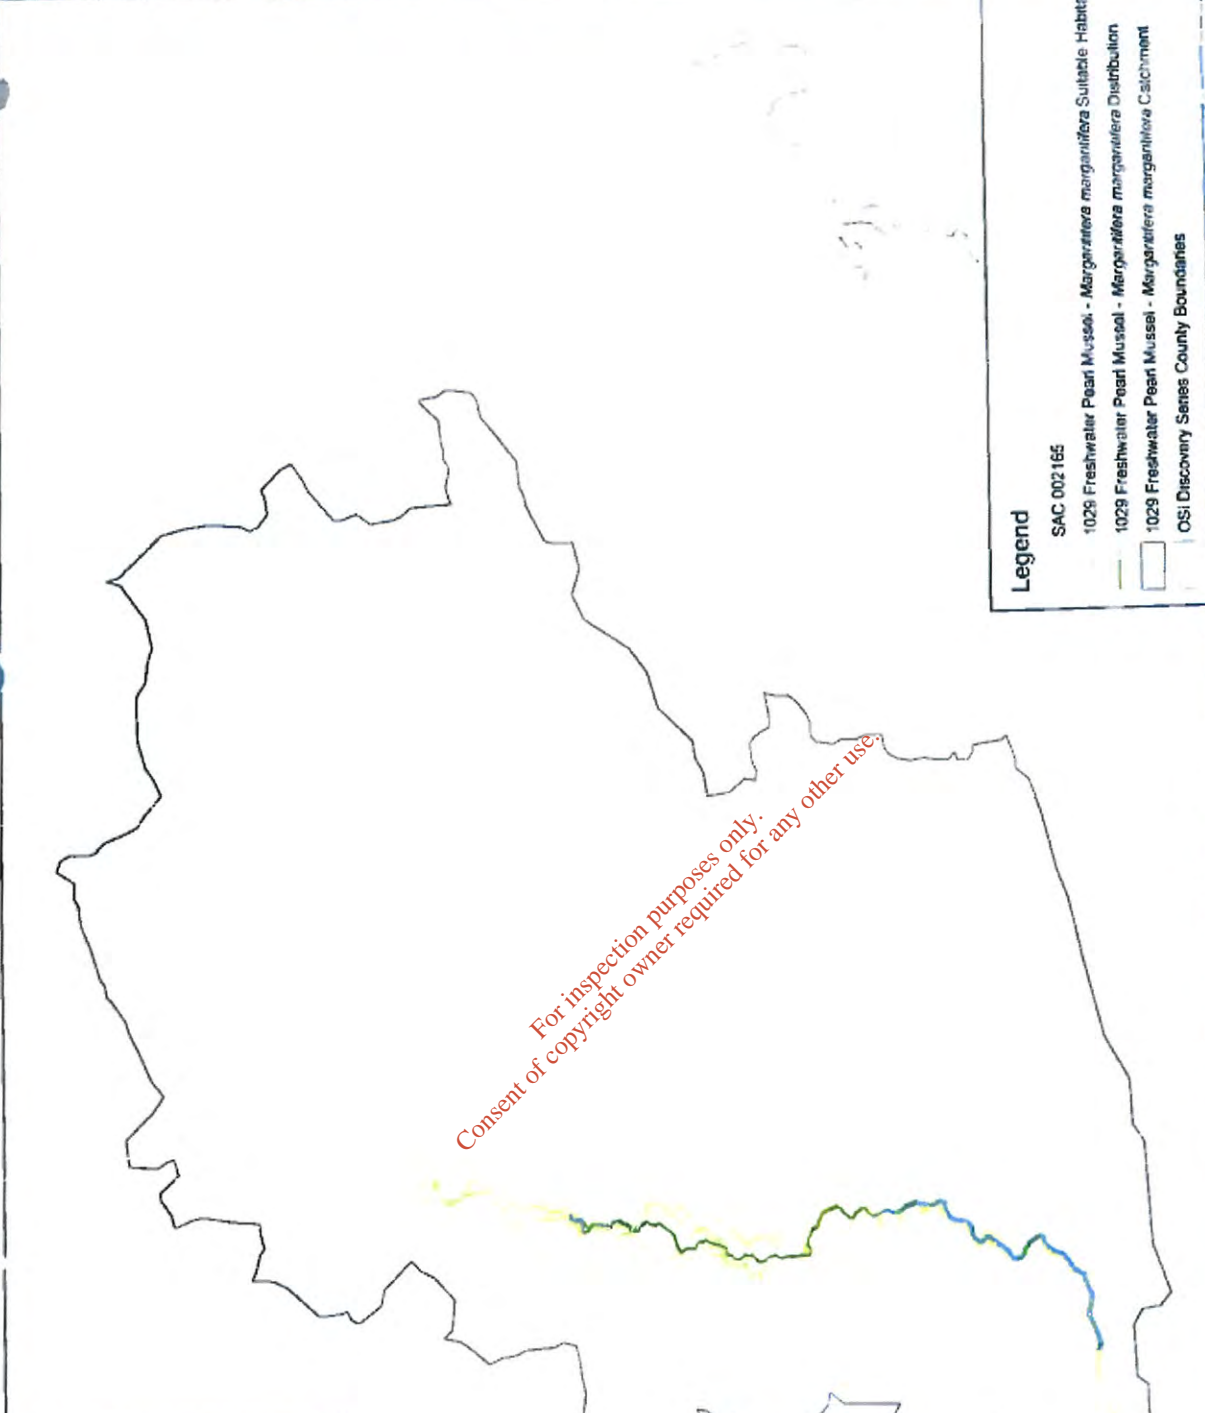 Legend
SAC 002165
1029 Freshwater Pearl Mussel - Margaritifera margaritifera Suitable
1029 Freshwater Pearl Mussel - Margaritifera margaritifera Distribution
1029 Freshwater Pearl Mussel - Margaritifera margaritifera Catchment
OSi Discovery Series County Boundaries
For inspection purposes only.
Consent of copyright owner required for any other use.